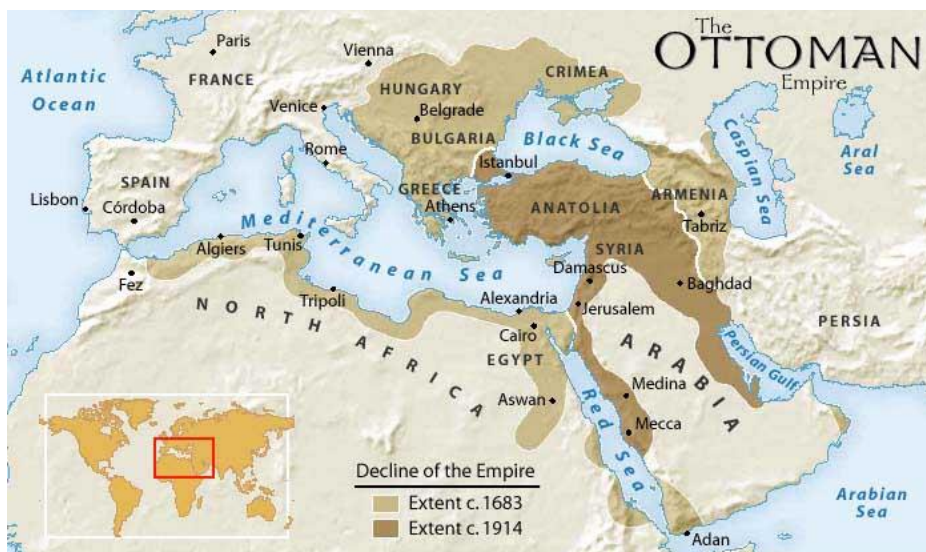 The
OTTOMAN
Empire
Paris
Vienna
Atlantic
Ocean
FRANCE
CRIMEA
HUNGARY
Venice
Belgrade
BULGARIA
Black Sea
Caspian Sea
Aral
Sea
Rome
Istanbul
SPAIN
Lisbon
Córdoba
GREECE
Athens
ANATOLIA
ARMENIA
Tabriz
Mediterranean Sea
Algiers
Tunis
SYRIA
Damascus
Fez
Tripoli
Alexandria
Jerusalem
Baghdad
NORTH
AFRICA
Cairo
EGYPT
PERSIA
Persian Gulf
ARABIA
Medina
Aswan
Mecca
Red Sea
Decline of the Empire
Extent c. 1683
Extent c. 1914
Adan
Arabian
Sea